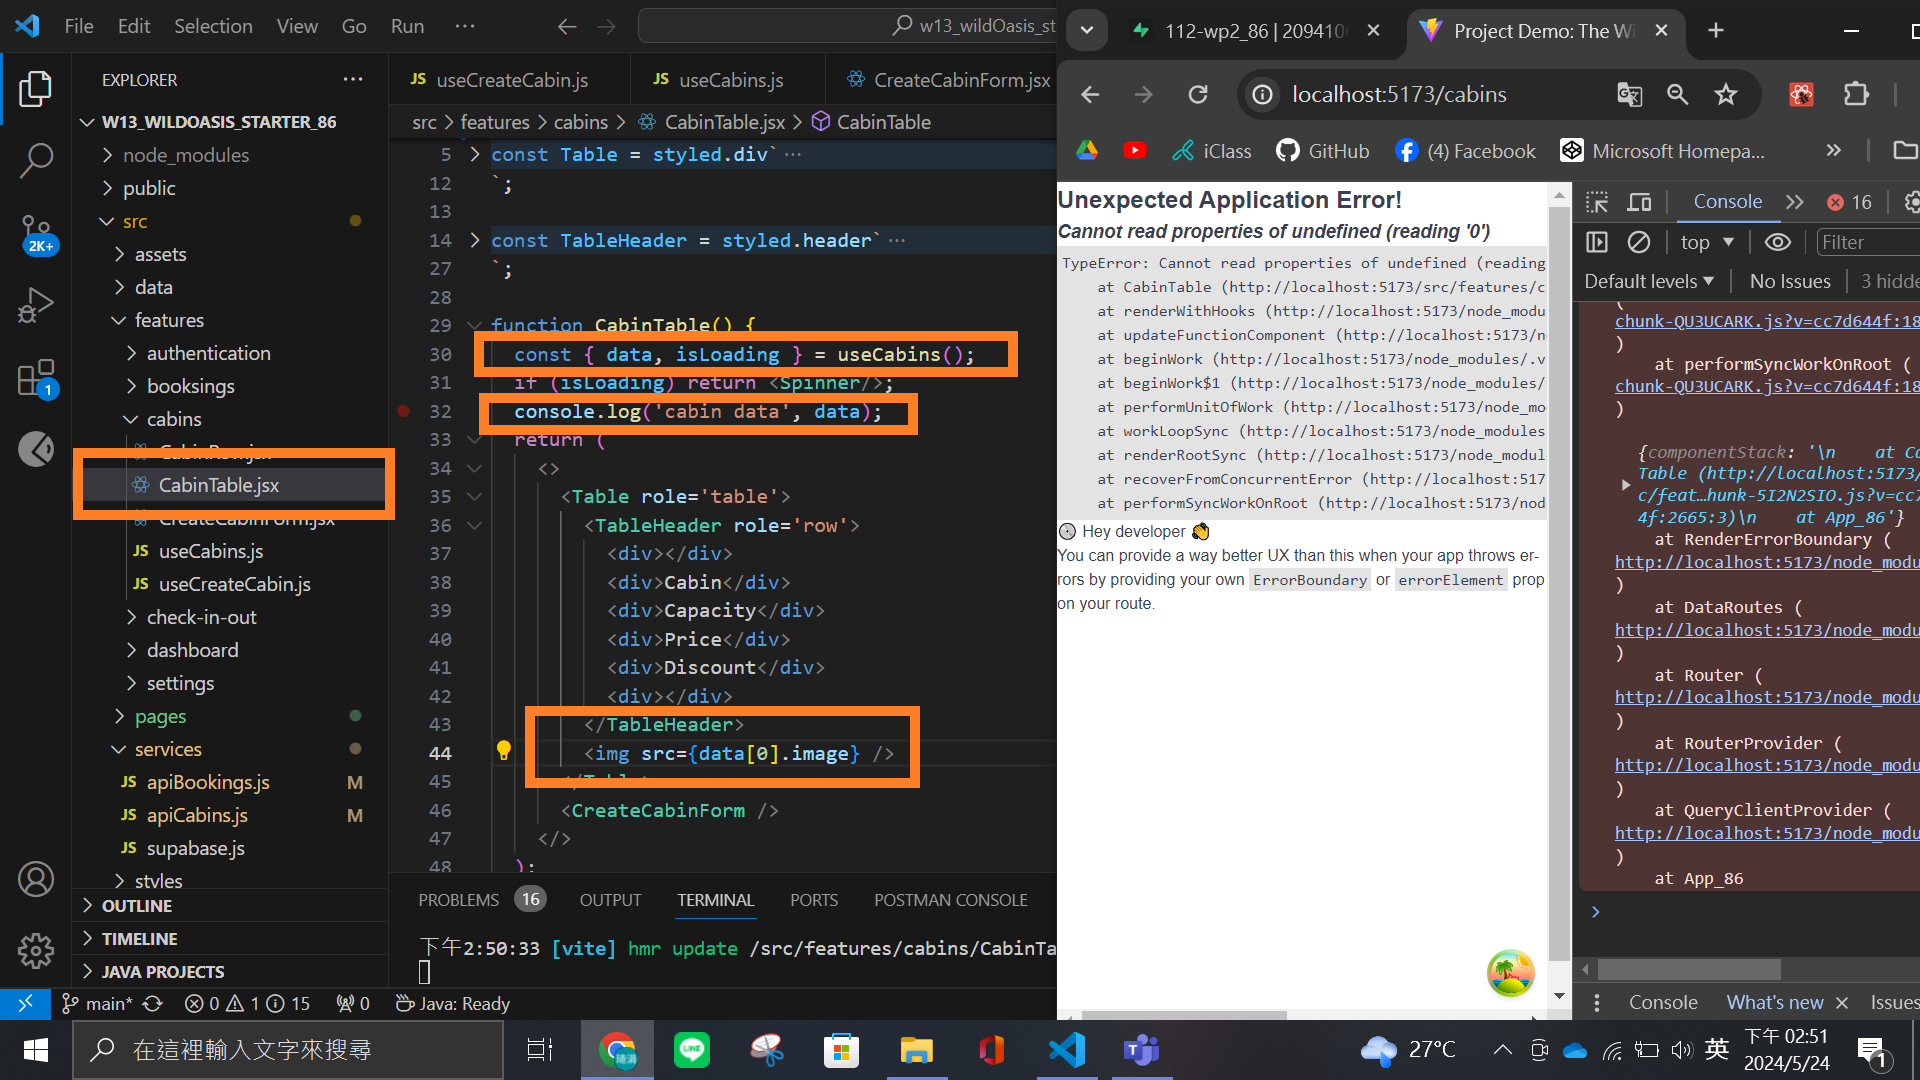 File Edit Selection View Go Run ··· w13_wildOasis_st
EXPLORER ···
W13_WILDOASIS_STARTER_86
node_modules
public
src
assets
data
features
authentication
booksings
cabins
CabinRow.jsx
CabinTable.jsx
CreateCabinForm.jsx
JS useCabins.js
JS useCreateCabin.js
check-in-out
dashboard
settings
pages
services
JS apiBookings.js M
JS apiCabins.js M
JS supabase.js
styles
OUTLINE
TIMELINE
JAVA PROJECTS
2K+
1
JS useCreateCabin.js JS useCabins.js CreateCabinForm.jsx
src > features > cabins > CabinTable.jsx > CabinTable
5 const Table = styled.div` ···
12 `;
13
14 const TableHeader = styled.header` ···
27 `;
28
29 function CabinTable() {
30 const { data, isLoading } = useCabins();
31 if (isLoading) return <Spinner/>;
32 console.log('cabin data', data);
33 return (
34 <>
35 <Table role='table'>
36 <TableHeader role='row'>
37 <div></div>
38 <div>Cabin</div>
39 <div>Capacity</div>
40 <div>Price</div>
41 <div>Discount</div>
42 <div></div>
43 </TableHeader>
44 <img src={data[0].image} />
45 </Table>
46 <CreateCabinForm />
47 </>
48 );
PROBLEMS 16 OUTPUT TERMINAL PORTS POSTMAN CONSOLE
下午2:50:33 [vite] hmr update /src/features/cabins/CabinTa
main* 0 1 15 0 Java: Ready
112-wp2_86 | 209410 Project Demo: The Wi
localhost:5173/cabins
iClass GitHub (4) Facebook Microsoft Homepa... »
Unexpected Application Error!
Cannot read properties of undefined (reading '0')
TypeError: Cannot read properties of undefined (reading
at CabinTable (http://localhost:5173/src/features/c
at renderWithHooks (http://localhost:5173/node_modu
at updateFunctionComponent (http://localhost:5173/n
at beginWork (http://localhost:5173/node_modules/.v
at beginWork$1 (http://localhost:5173/node_modules/
at performUnitOfWork (http://localhost:5173/node_mo
at workLoopSync (http://localhost:5173/node_modules
at renderRootSync (http://localhost:5173/node_modul
at recoverFromConcurrentError (http://localhost:517
at performSyncWorkOnRoot (http://localhost:5173/nod
💿 Hey developer 👋
You can provide a way better UX than this when your app throws er-
rors by providing your own ErrorBoundary or errorElement prop
on your route.
Console » 16
top Filter
Default levels No Issues 3 hidde
(
chunk-QU3UCARK.js?v=cc7d644f:18
)
at performSyncWorkOnRoot (
chunk-QU3UCARK.js?v=cc7d644f:18
)
{componentStack: '\n    at Ca
Table (http://localhost:5173/
c/feat…hunk-5I2N2SIO.js?v=cc7
4f:2665:3)\n    at App_86'}
at RenderErrorBoundary (
http://localhost:5173/node_modu
)
at DataRoutes (
http://localhost:5173/node_modu
)
at Router (
http://localhost:5173/node_modu
)
at RouterProvider (
http://localhost:5173/node_modu
)
at QueryClientProvider (
http://localhost:5173/node_modu
)
at App_86
Console What's new Issues
在這裡輸入文字來搜尋
27°C 英 下午 02:51
2024/5/24
1